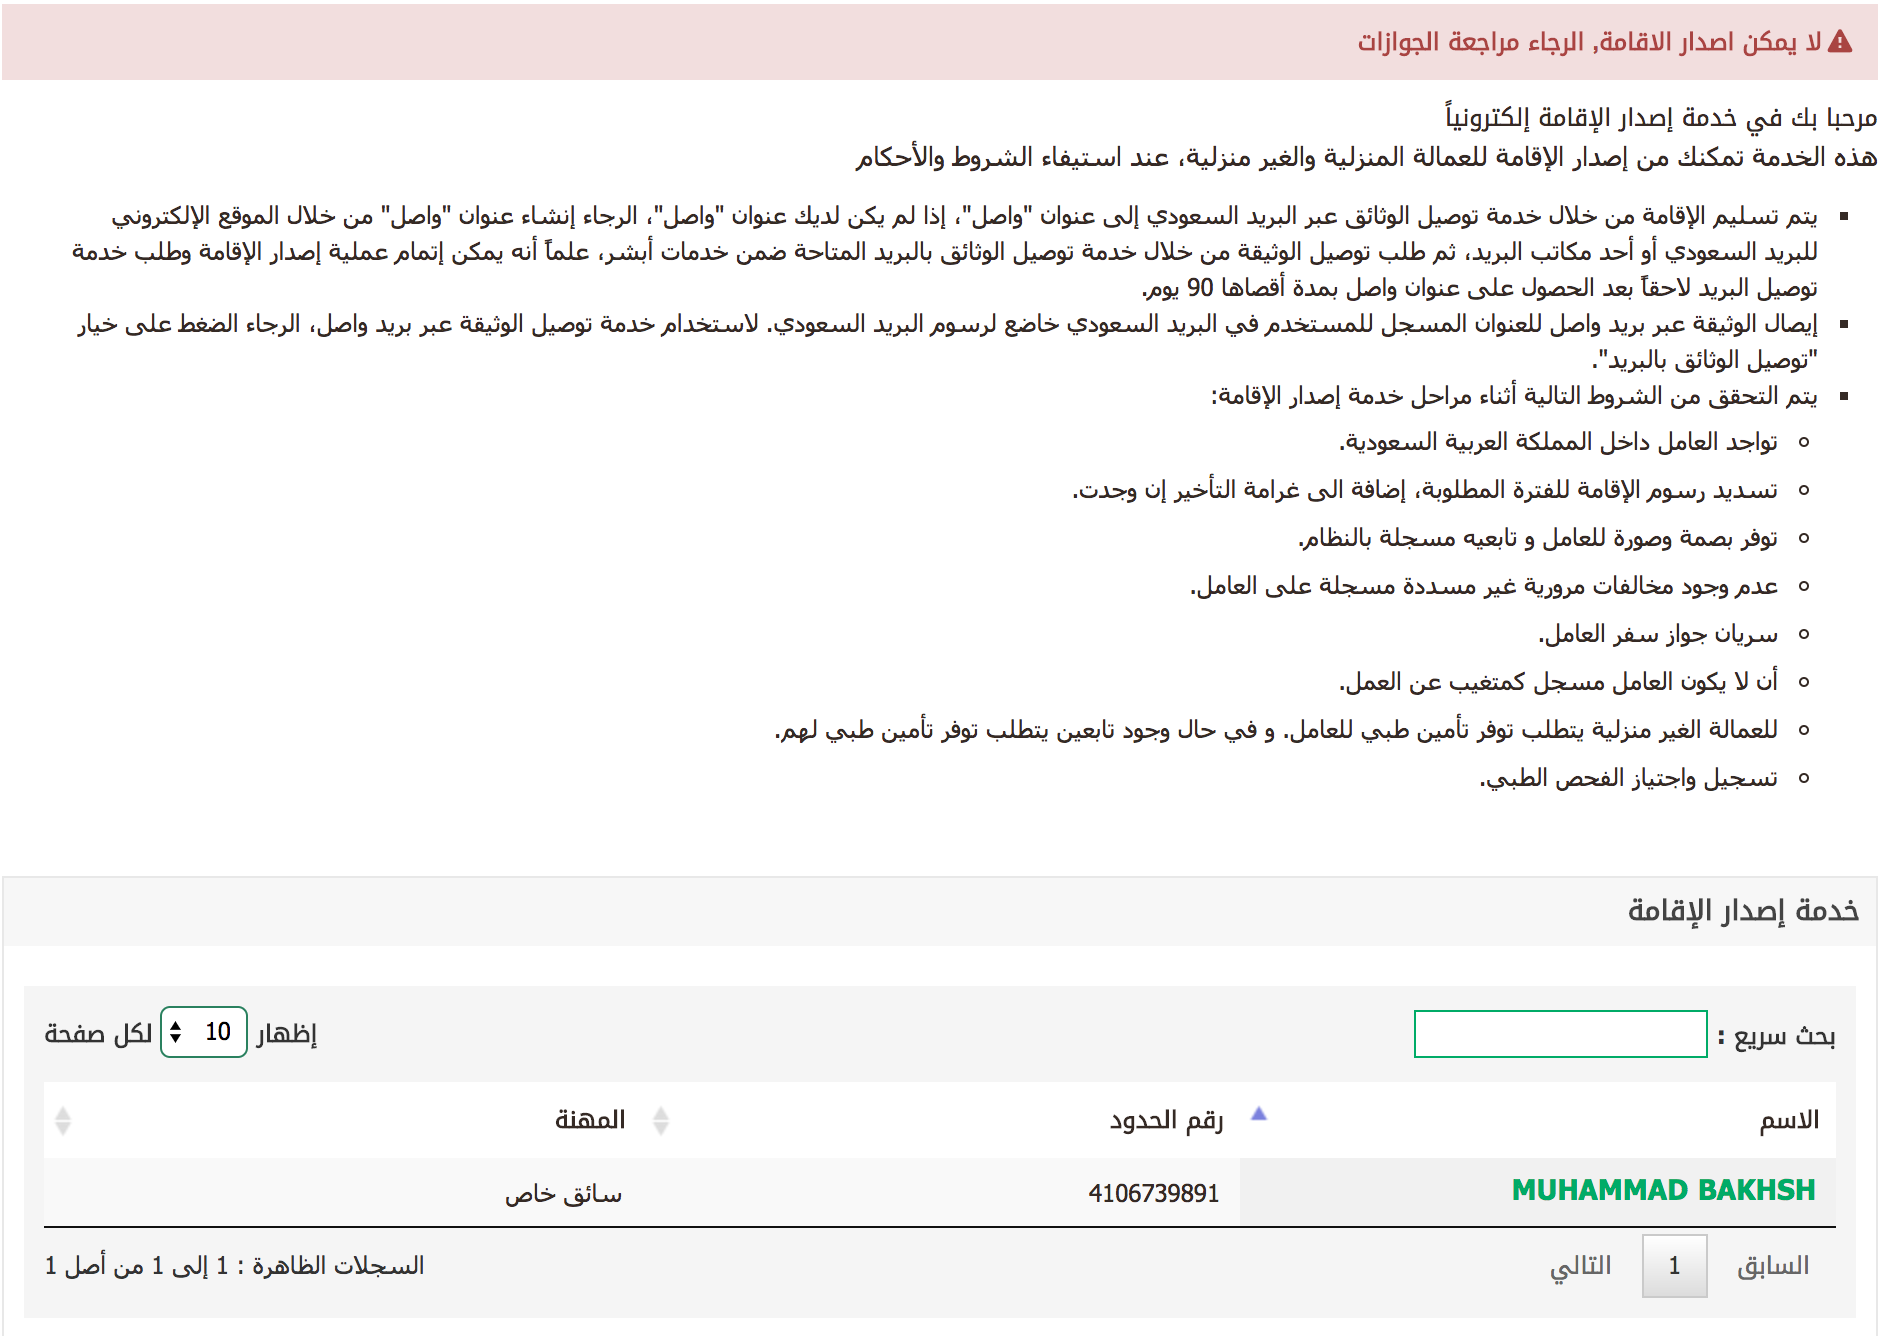 لا يمكن اصدار الاقامة, الرجاء مراجعة الجوازات
مرحبا بك في خدمة إصدار الإقامة إلكترونياً
هذه الخدمة تمكنك من إصدار الإقامة للعمالة المنزلية والغير منزلية، عند استيفاء الشروط والأحكام
يتم تسليم الإقامة من خلال خدمة توصيل الوثائق عبر البريد السعودي إلى عنوان "واصل"، إذا لم يكن لديك عنوان "واصل"، الرجاء إنشاء عنوان "واصل" من خلال الموقع الإلكتروني
للبريد السعودي أو أحد مكاتب البريد، ثم طلب توصيل الوثيقة من خلال خدمة توصيل الوثائق بالبريد المتاحة ضمن خدمات أبشر، علماً أنه يمكن إتمام عملية إصدار الإقامة وطلب خدمة
توصيل البريد لاحقاً بعد الحصول على عنوان واصل بمدة أقصاها 90 يوم.
إيصال الوثيقة عبر بريد واصل للعنوان المسجل للمستخدم في البريد السعودي خاضع لرسوم البريد السعودي. لاستخدام خدمة توصيل الوثيقة عبر بريد واصل، الرجاء الضغط على خيار
"توصيل الوثائق بالبريد".
يتم التحقق من الشروط التالية أثناء مراحل خدمة إصدار الإقامة:
تواجد العامل داخل المملكة العربية السعودية.
تسديد رسوم الإقامة للفترة المطلوبة، إضافة الى غرامة التأخير إن وجدت.
توفر بصمة وصورة للعامل و تابعيه مسجلة بالنظام.
عدم وجود مخالفات مرورية غير مسددة مسجلة على العامل.
سريان جواز سفر العامل.
أن لا يكون العامل مسجل كمتغيب عن العمل.
للعمالة الغير منزلية يتطلب توفر تأمين طبي للعامل. و في حال وجود تابعين يتطلب توفر تأمين طبي لهم.
تسجيل واجتياز الفحص الطبي.
خدمة إصدار الإقامة
بحث سريع :
إظهار 10 لكل صفحة
الاسم رقم الحدود المهنة
MUHAMMAD BAKHSH 4106739891 سائق خاص
السابق 1 التالي
السجلات الظاهرة : 1 إلى 1 من أصل 1